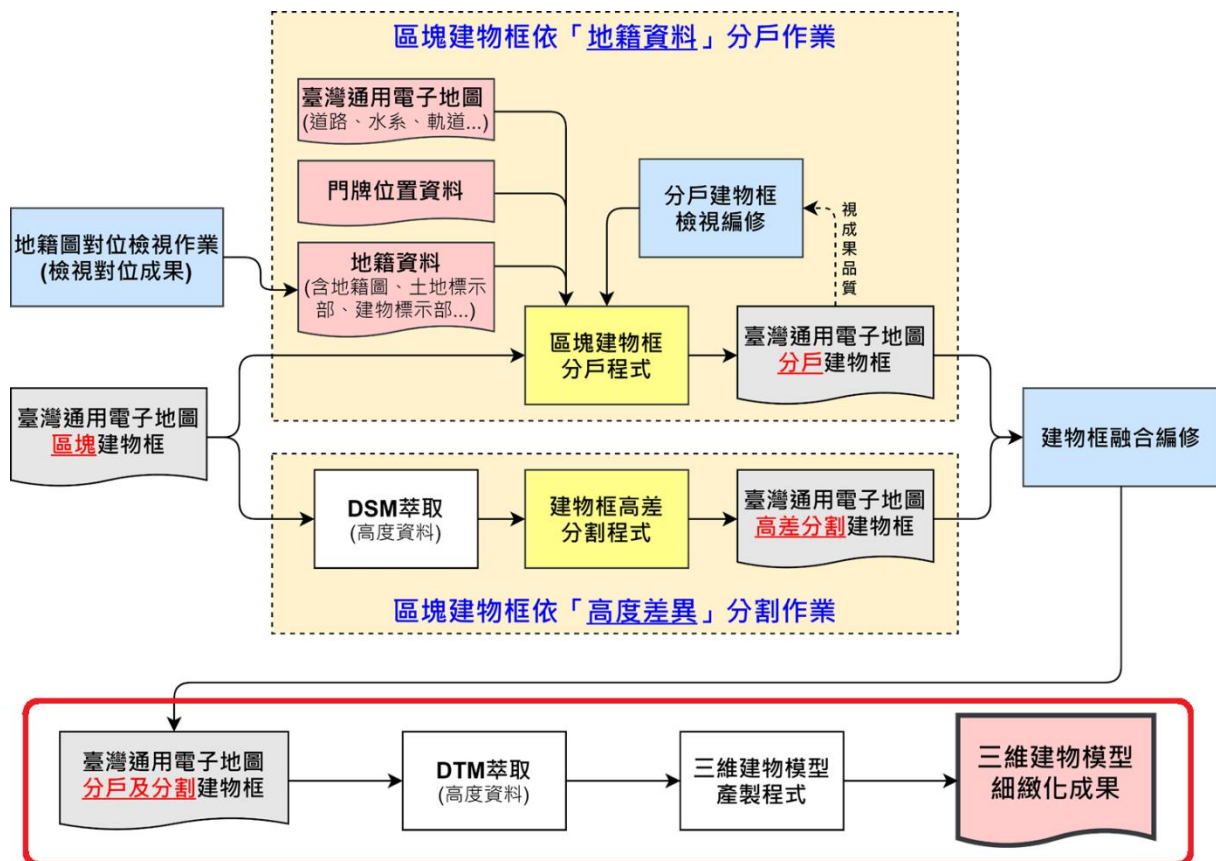 區塊建物框依「地籍資料」分戶作業
臺灣通用電子地圖
(道路、水系、軌道...)
門牌位置資料
分戶建物框
檢視編修
視成果品質
地籍圖對位檢視作業
(檢視對位成果)
地籍資料
(含地籍圖、土地標示
部、建物標示部...)
區塊建物框
分戶程式
臺灣通用電子地圖
分戶建物框
臺灣通用電子地圖
區塊建物框
建物框融合編修
DSM萃取
(高度資料)
建物框高差
分割程式
臺灣通用電子地圖
高差分割建物框
區塊建物框依「高度差異」分割作業
臺灣通用電子地圖
分戶及分割建物框
DTM萃取
(高度資料)
三維建物模型
產製程式
三維建物模型
細緻化成果